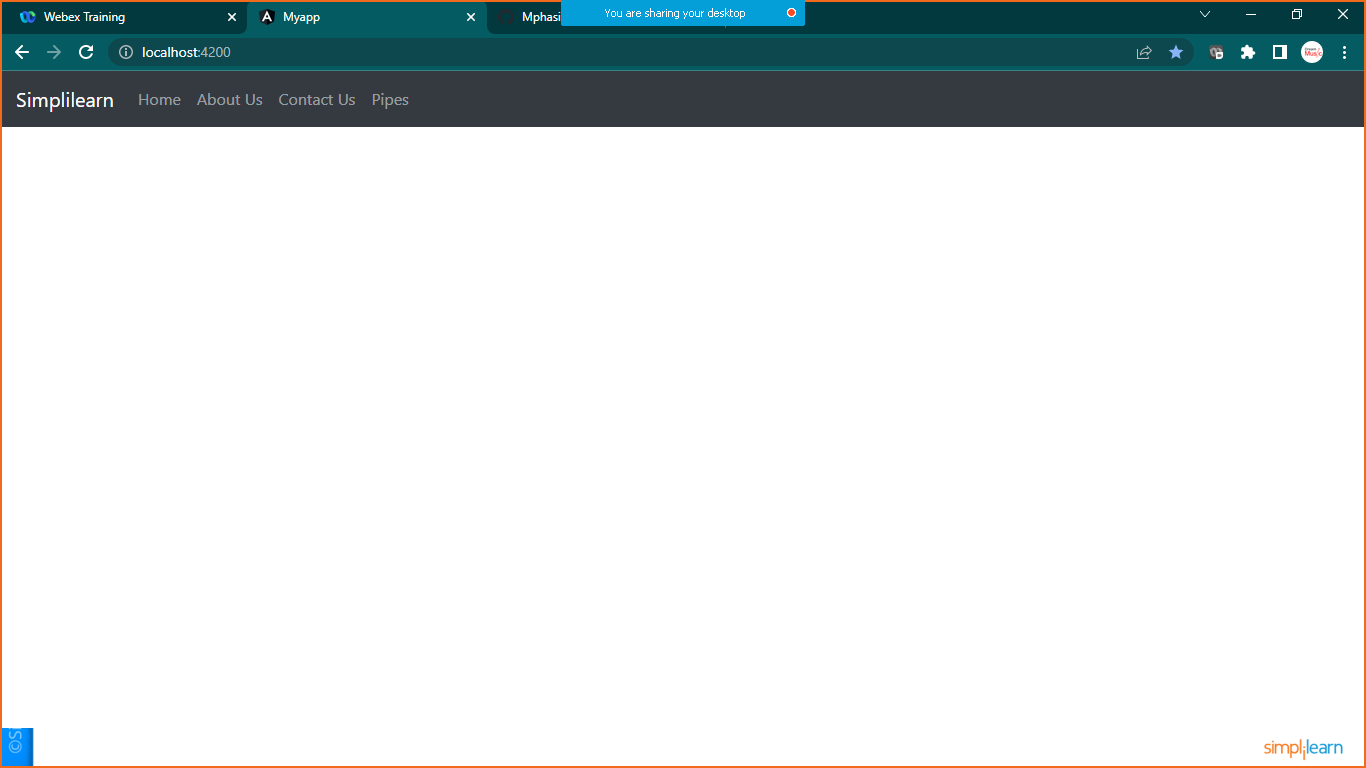 Webex Training
Myapp
Mphasi
You are sharing your desktop
localhost:4200
Simplilearn Home About Us Contact Us Pipes
simplilearn